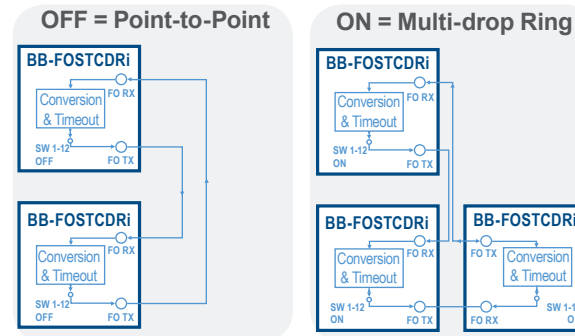 OFF = Point-to-Point
BB-FOSTCDRi
FO RX
Conversion
& Timeout
SW 1-12
OFF
FO TX
BB-FOSTCDRi
FO RX
Conversion
& Timeout
SW 1-12
OFF
FO TX
ON = Multi-drop Ring
BB-FOSTCDRi
FO RX
Conversion
& Timeout
SW 1-12
ON
FO TX
BB-FOSTCDRi
FO RX
Conversion
& Timeout
SW 1-12
ON
FO TX
BB-FOSTCDRi
FO TX
Conversion
& Timeout
FO RX